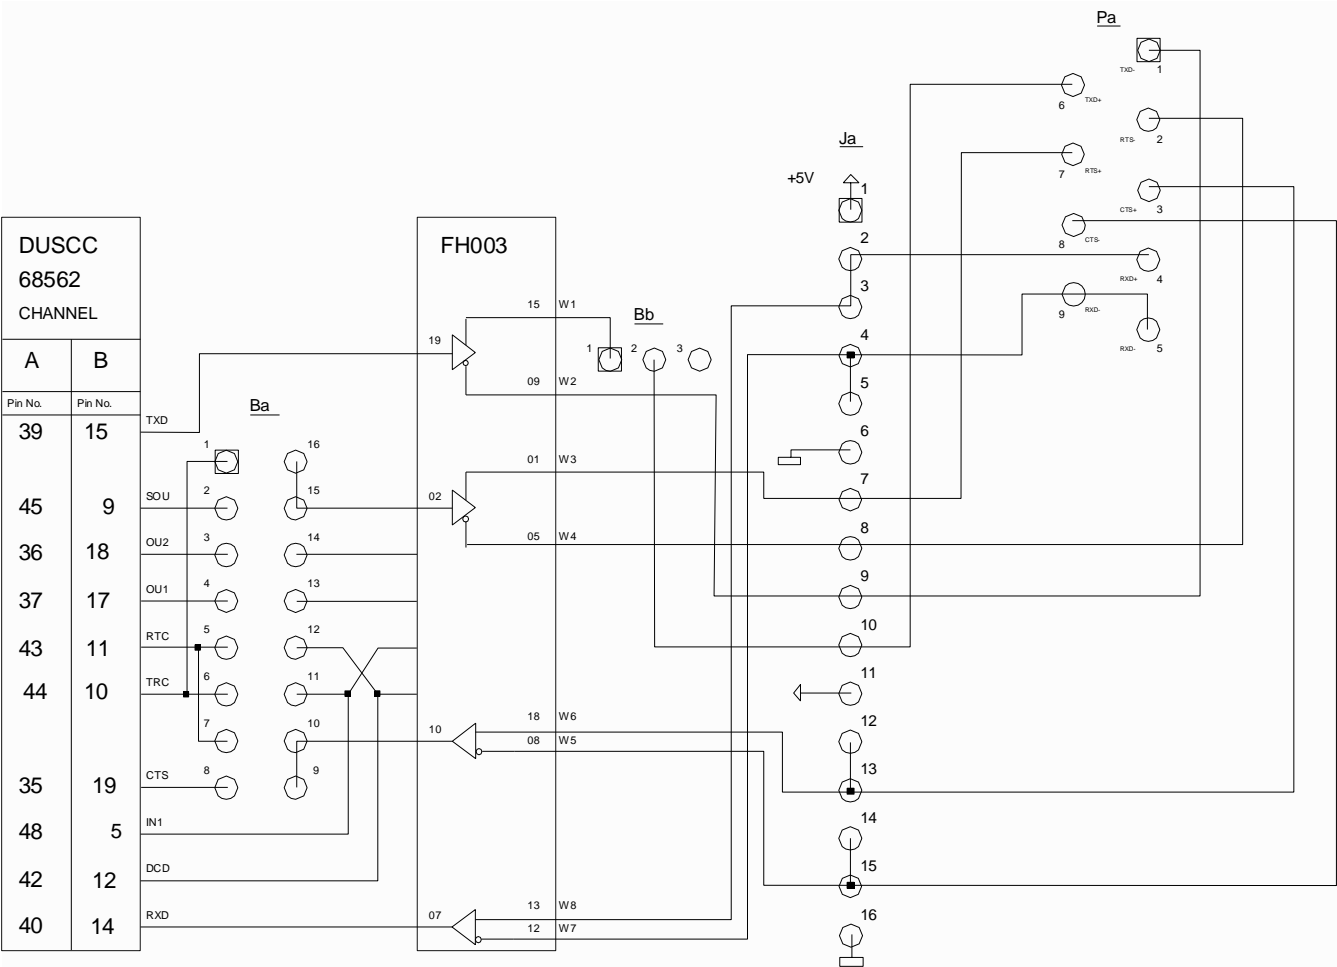 Pa
TXD-
1
6
TXD+
RTS-
2
7
RTS+
CTS+
3
8
CTS-
RXD+
4
9
RXD-
RXD-
5
Ja
+5V
1
2
3
4
5
6
7
8
9
10
11
12
13
14
15
16
DUSCC
68562
CHANNEL
A B
Pin No. Pin No.
39 15 TXD
45 9 SOU
36 18 OU2
37 17 OU1
43 11 RTC
44 10 TRC
35 19 CTS
48 5 IN1
42 12 DCD
40 14 RXD
Ba
1 16
2 15
3 14
4 13
5 12
6 11
7 10
8 9
FH003
19
15 W1
09 W2
02
01 W3
05 W4
10
18 W6
08 W5
07
13 W8
12 W7
Bb
1 2 3